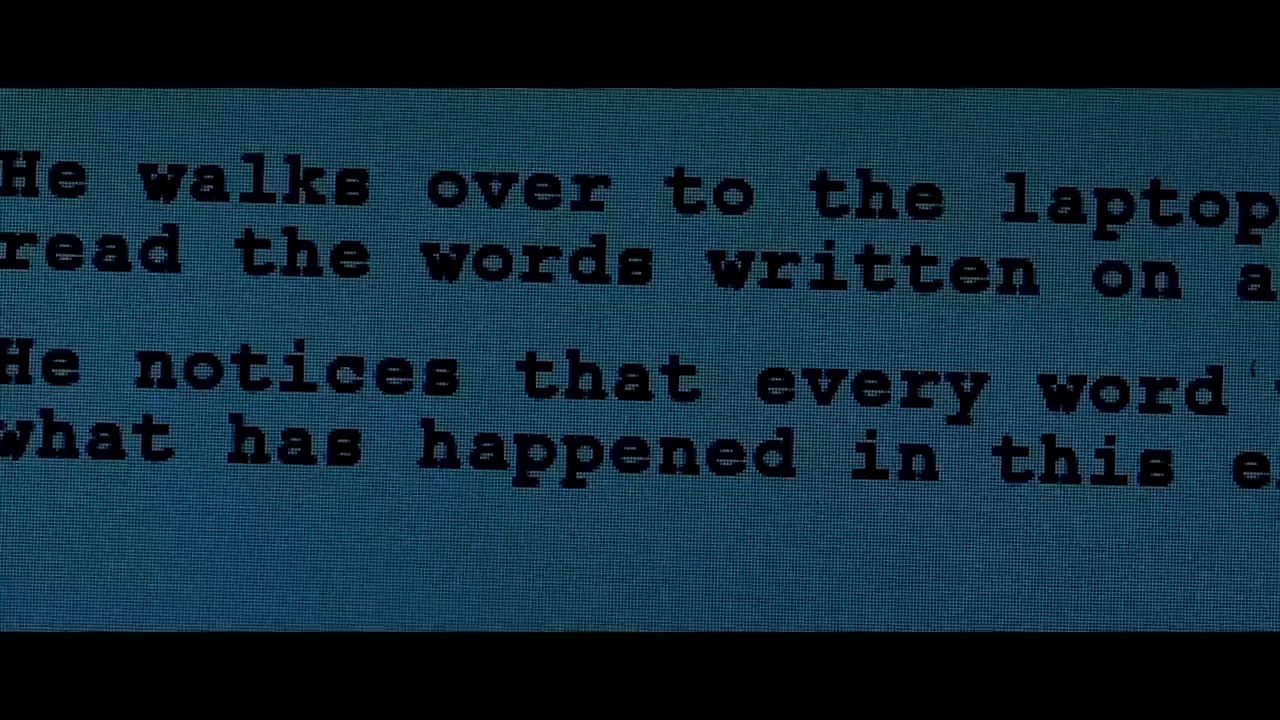 He walks over to the laptop
read the words written on a
He notices that every word
what has happened in this e